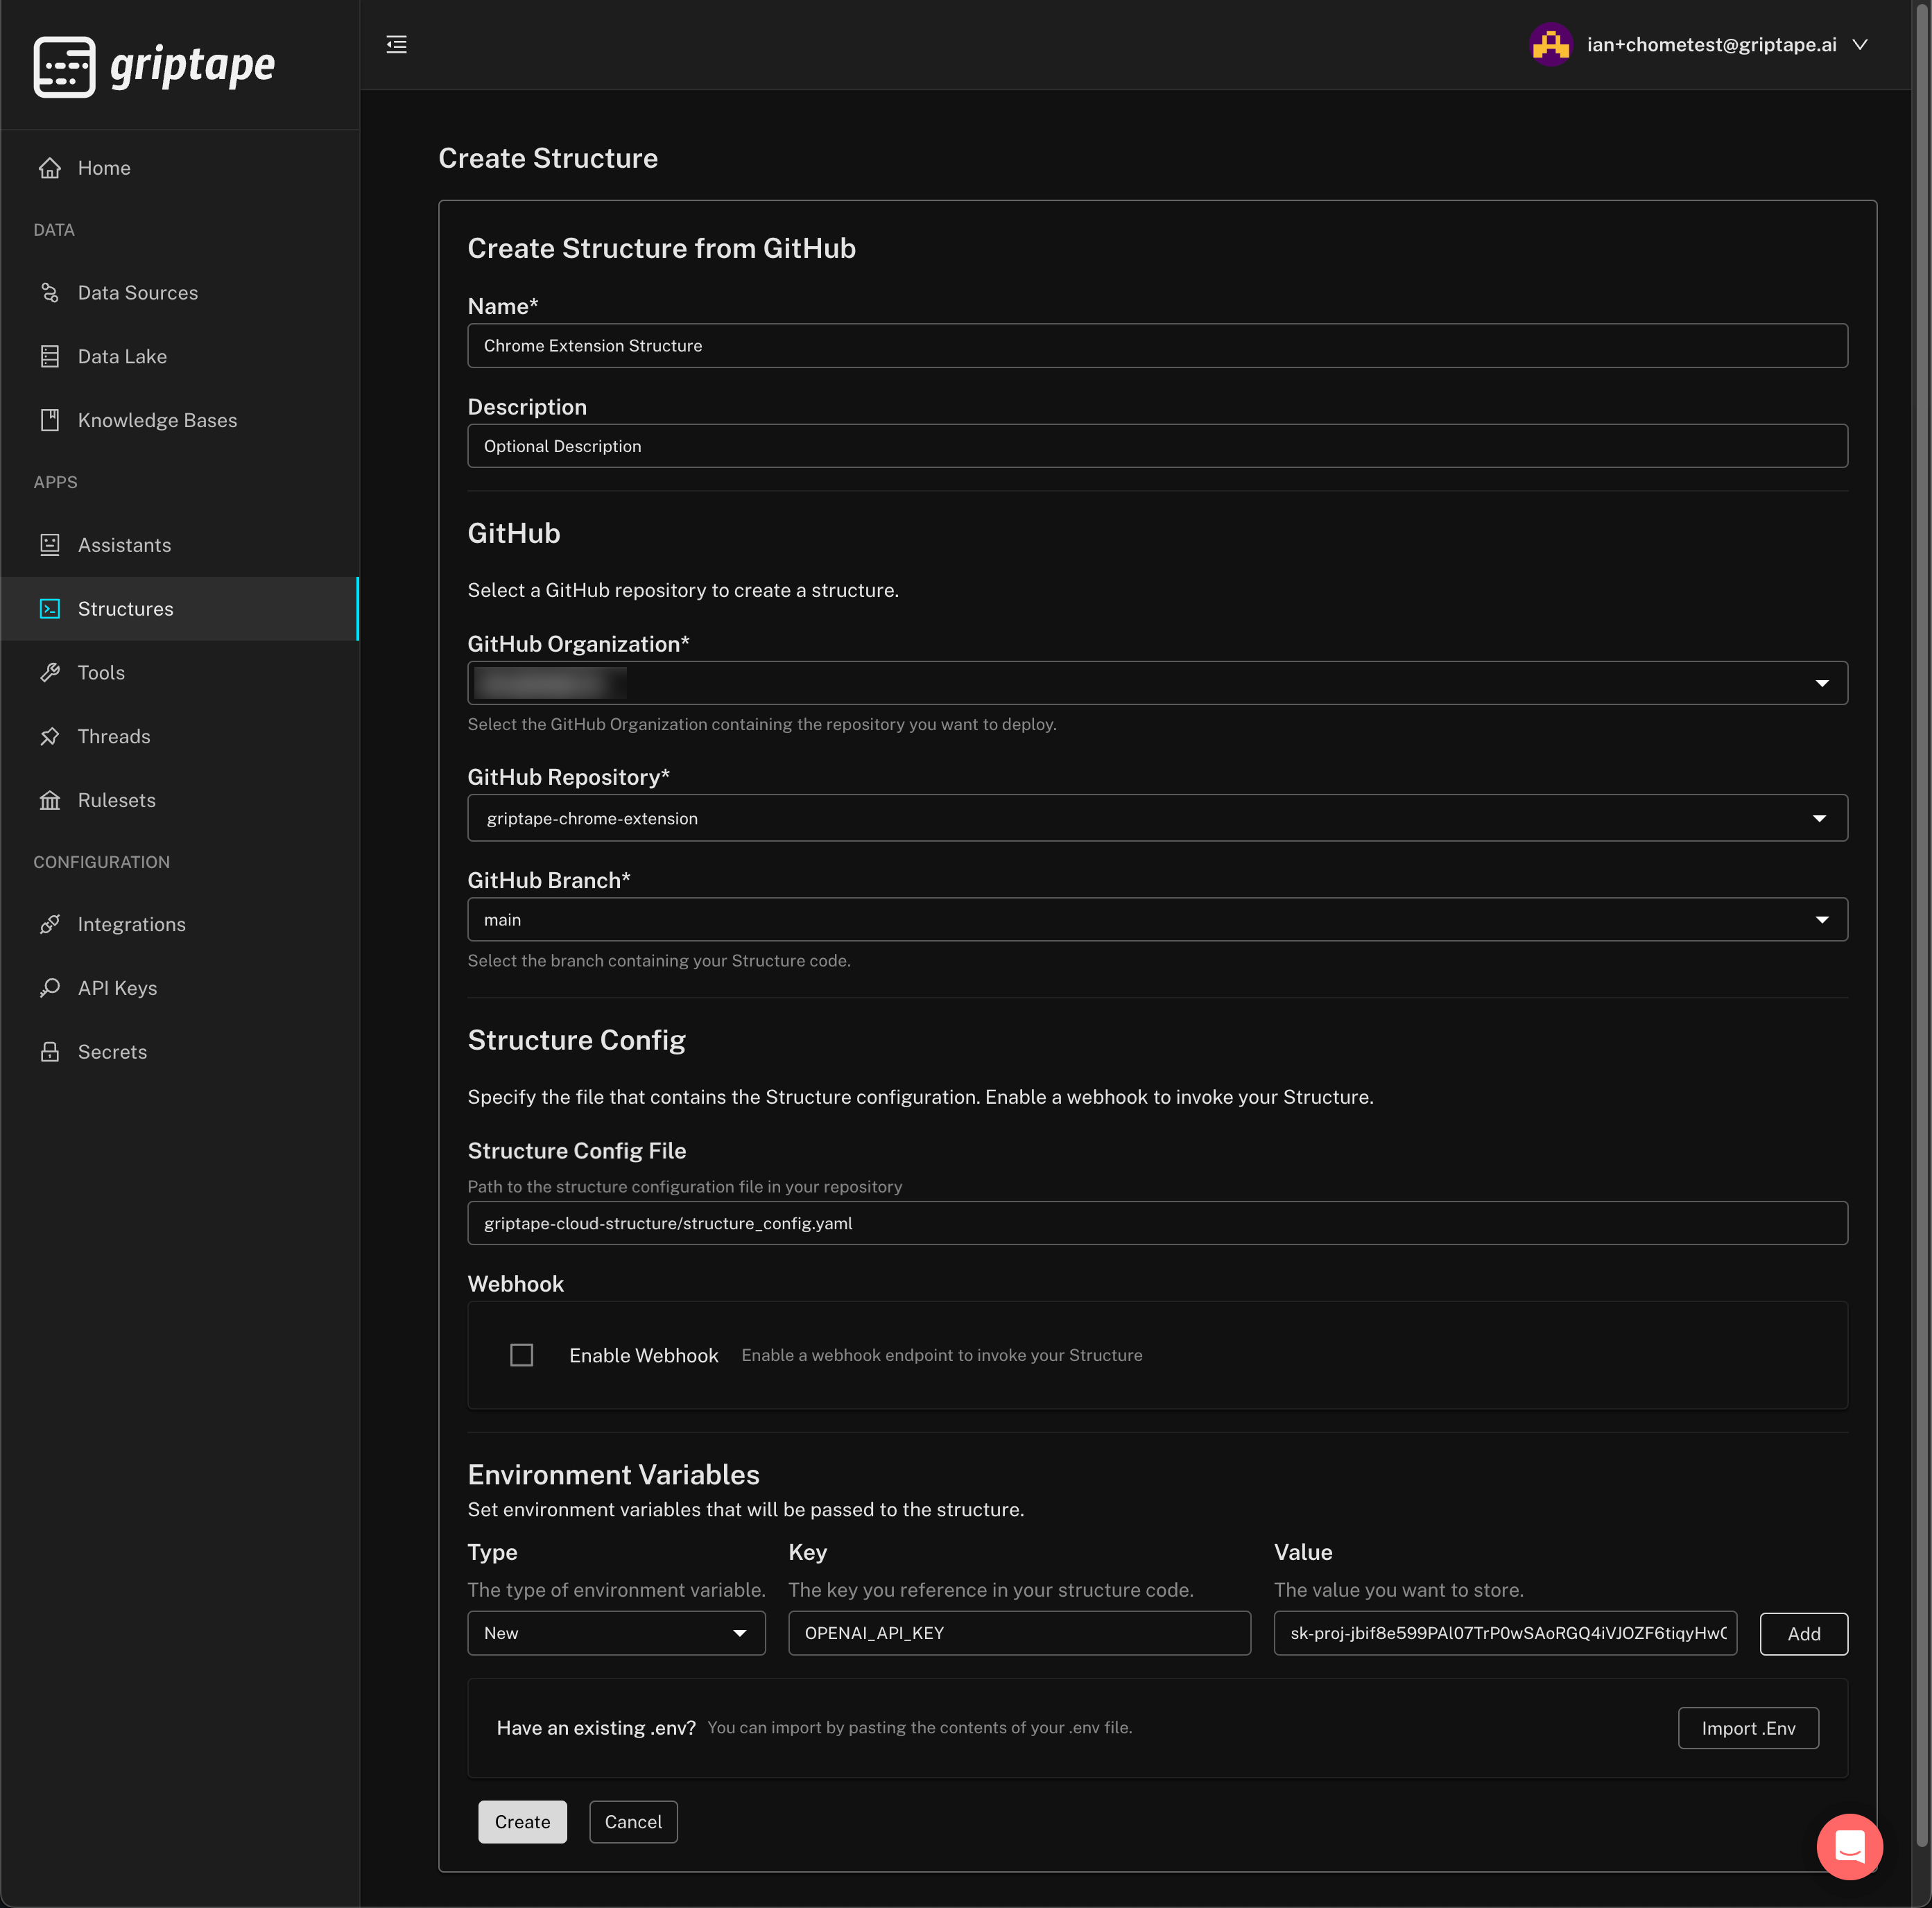 griptape
ian+chometest@griptape.ai
Home
DATA
Data Sources
Data Lake
Knowledge Bases
APPS
Assistants
Structures
Tools
Threads
Rulesets
CONFIGURATION
Integrations
API Keys
Secrets
Create Structure
Create Structure from GitHub
Name*
Chrome Extension Structure
Description
Optional Description
GitHub
Select a GitHub repository to create a structure.
GitHub Organization*
Select the GitHub Organization containing the repository you want to deploy.
GitHub Repository*
griptape-chrome-extension
GitHub Branch*
main
Select the branch containing your Structure code.
Structure Config
Specify the file that contains the Structure configuration. Enable a webhook to invoke your Structure.
Structure Config File
Path to the structure configuration file in your repository
griptape-cloud-structure/structure_config.yaml
Webhook
Enable Webhook Enable a webhook endpoint to invoke your Structure
Environment Variables
Set environment variables that will be passed to the structure.
Type Key Value
The type of environment variable. The key you reference in your structure code. The value you want to store.
New OPENAI_API_KEY Add
Have an existing .env? You can import by pasting the contents of your .env file. Import .Env
Create Cancel